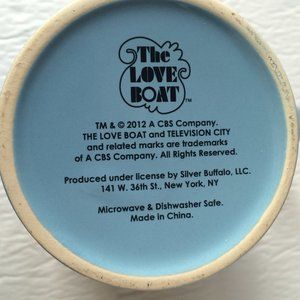 The
LOVE
BOAT™
TM & © 2012 A CBS Company.
THE LOVE BOAT and TELEVISION CITY
and related marks are trademarks
of A CBS Company. All Rights Reserved.
Produced under license by Silver Buffalo, LLC.
141 W. 36th St., New York, NY
Microwave & Dishwasher Safe.
Made in China.